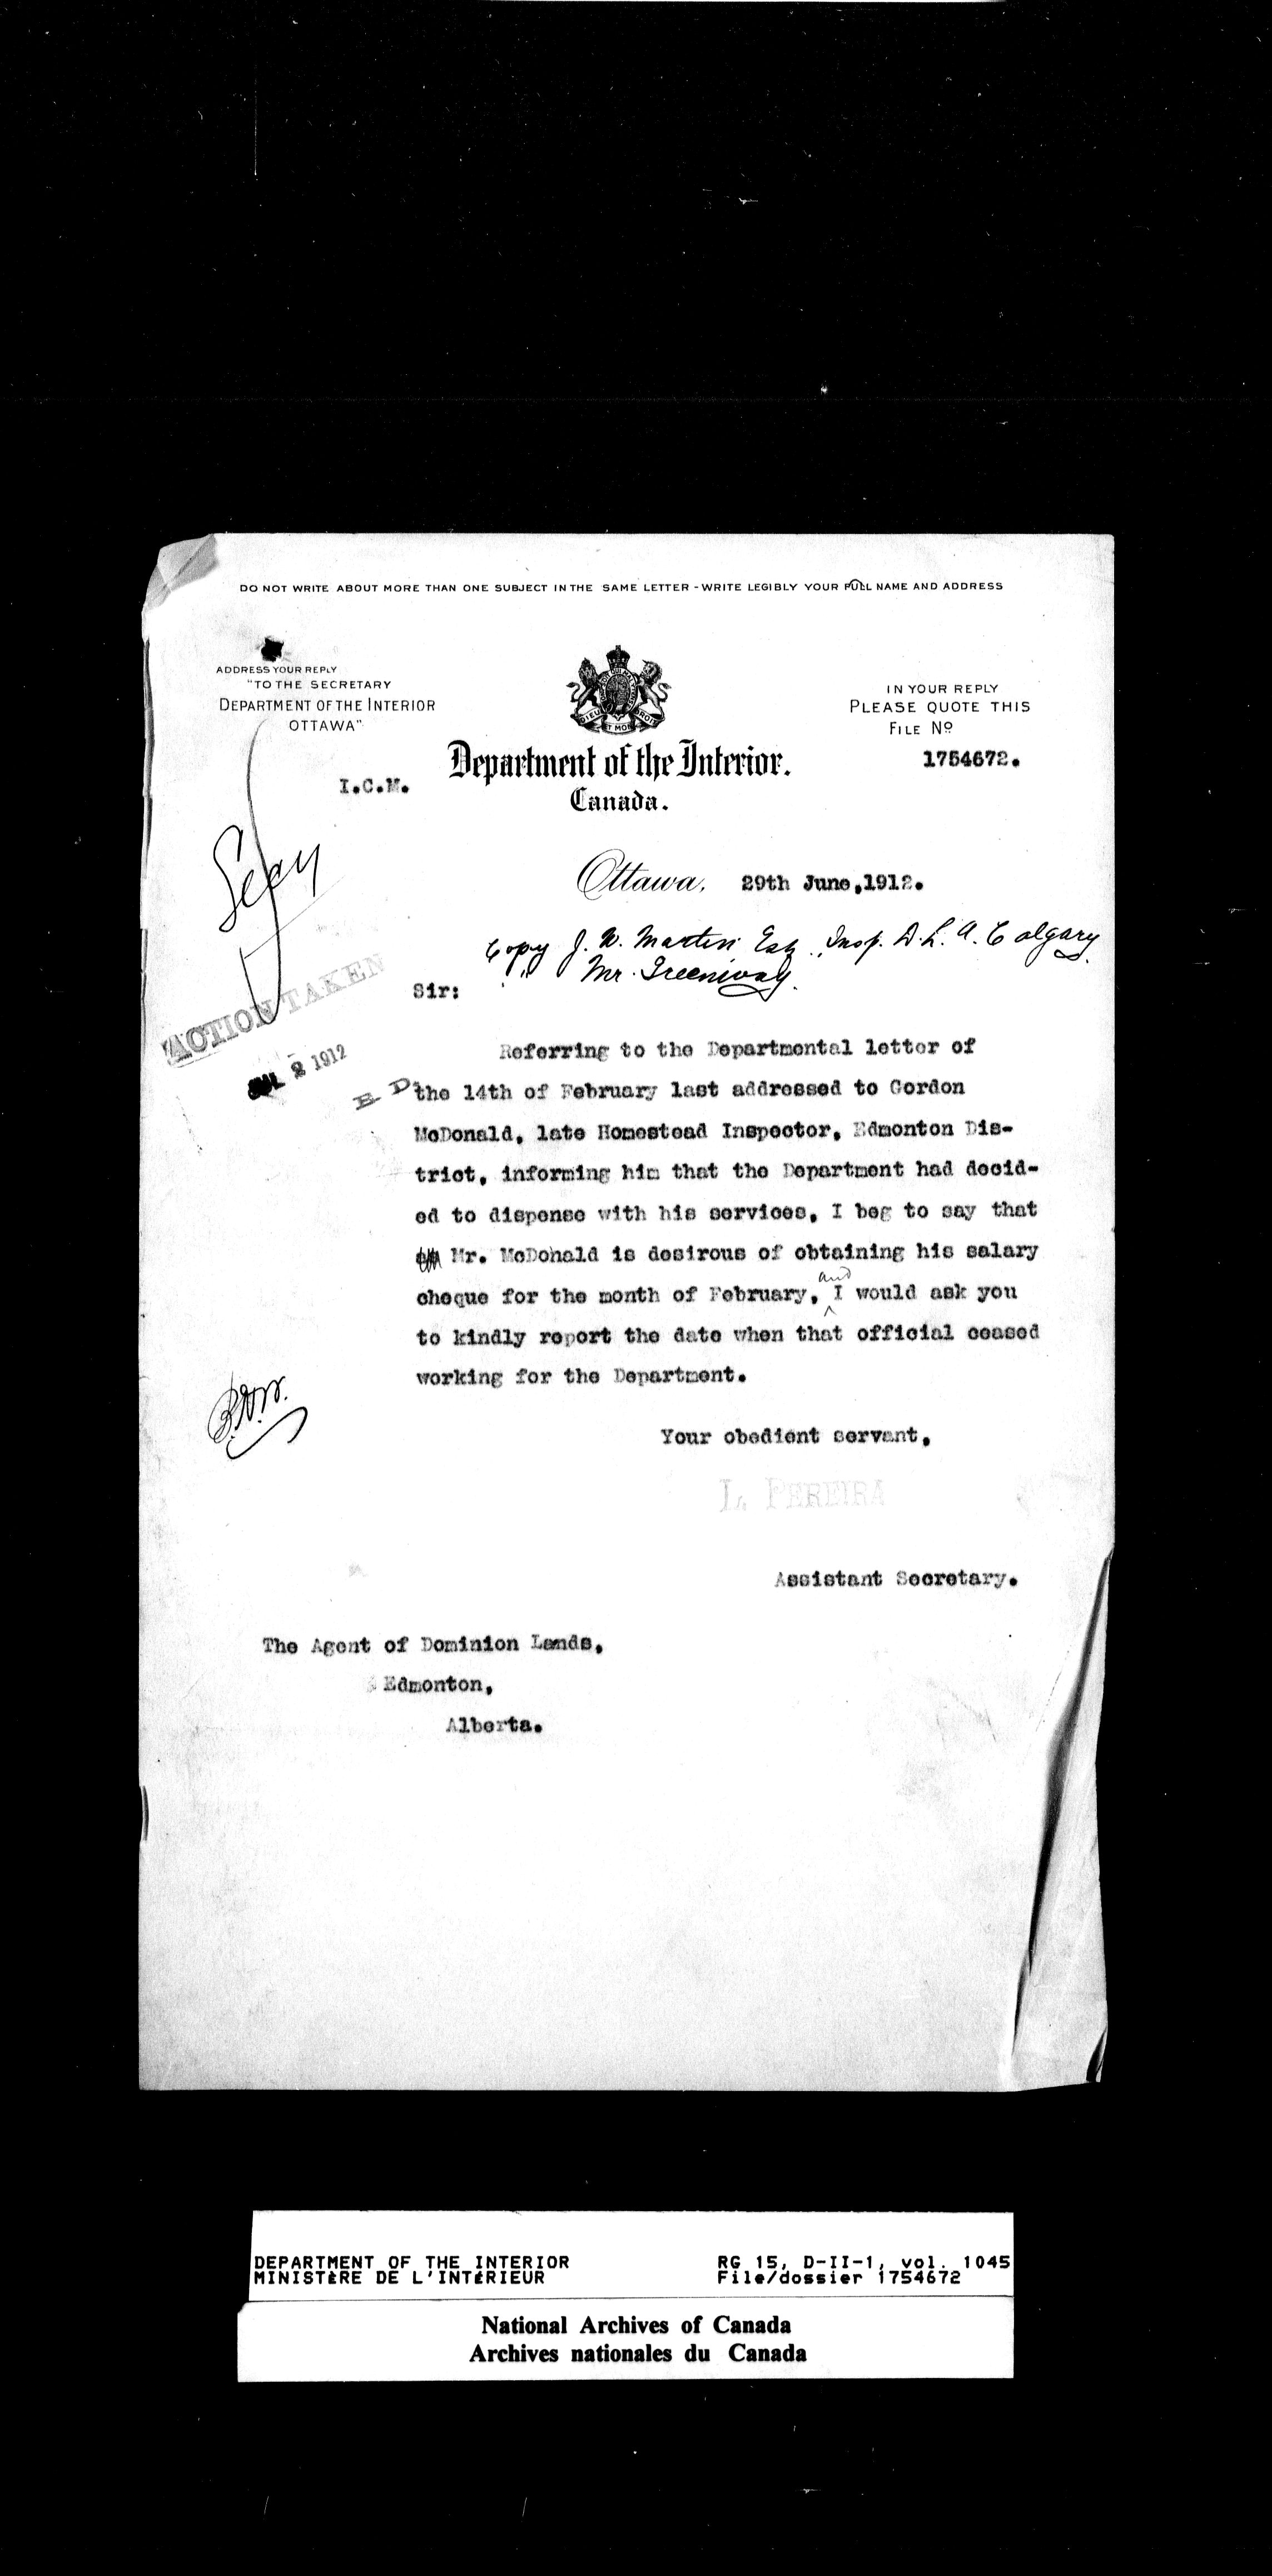 DO NOT WRITE ABOUT MORE THAN ONE SUBJECT IN THE SAME LETTER - WRITE LEGIBLY YOUR FULL NAME AND ADDRESS
ADDRESS YOUR REPLY
"TO THE SECRETARY
DEPARTMENT OF THE INTERIOR
OTTAWA"
IN YOUR REPLY
PLEASE QUOTE THIS
FILE No
1754672.
I.C.M.
Department of the Interior.
Canada.
Ottawa, 29th June,1912.
Copy J. W. Martin Esq. Insp. D.L.A. Calgary.
" Mr. Greenway.
Secy
ACTION TAKEN
JUL 2 1912
E D
Sir:
Referring to the Departmental letter of
the 14th of February last addressed to Gordon
McDonald, late Homestead Inspector, Edmonton Dis-
trict, informing him that the Department had decid-
ed to dispense with his services, I beg to say that
Mr. McDonald is desirous of obtaining his salary
cheque for the month of February, and I would ask you
to kindly report the date when that official ceased
working for the Department.
Your obedient servant,
L. PEREIRA
Assistant Secretary.
The Agent of Dominion Lands,
Edmonton,
Alberta.
DEPARTMENT OF THE INTERIOR
MINISTÈRE DE L'INTÉRIEUR
RG 15, D-II-1, vol. 1045
File/dossier 1754672
National Archives of Canada
Archives nationales du Canada